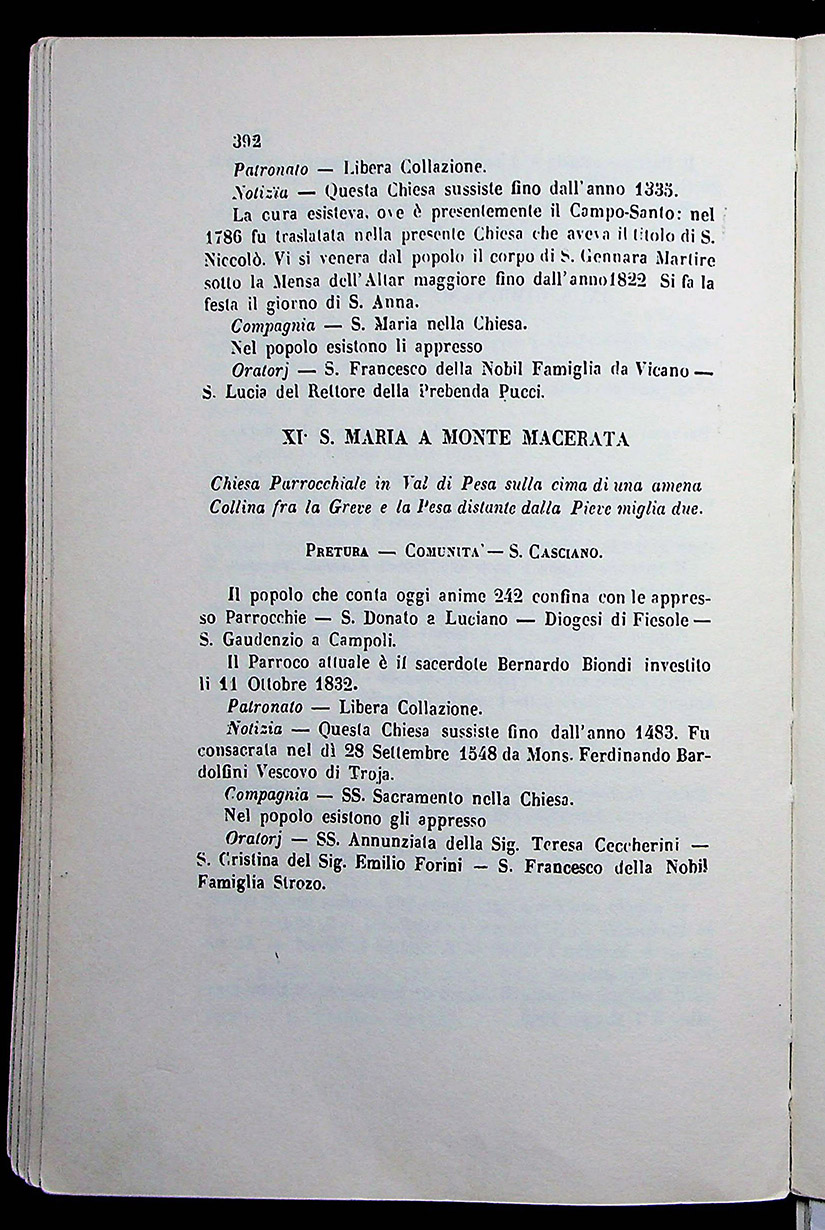 392
Patronato — Libera Collazione.
Notizia — Questa Chiesa sussiste fino dall'anno 1335.
La cura esisteva, ove è presentemente il Campo-Santo: nel
1786 fu traslatata nella presente Chiesa che aveva il titolo di S.
Niccolò. Vi si venera dal popolo il corpo di S. Gennara Martire
sotto la Mensa dell'Altar maggiore fino dall'anno1822 Si fa la
festa il giorno di S. Anna.
Compagnia — S. Maria nella Chiesa.
Nel popolo esistono li appresso
Oratorj — S. Francesco della Nobil Famiglia da Vicano —
S. Lucia del Rettore della Prebenda Pucci.
XI· S. MARIA A MONTE MACERATA
Chiesa Parrocchiale in Val di Pesa sulla cima di una amena
Collina fra la Greve e la Pesa distante dalla Pieve miglia due.
PRETURA — COMUNITA' — S. CASCIANO.
Il popolo che conta oggi anime 242 confina con le appres-
so Parrocchie — S. Donato a Luciano — Diogesi di Fiesole —
S. Gaudenzio a Campoli.
Il Parroco attuale è il sacerdote Bernardo Biondi investito
li 11 Ottobre 1832.
Patronato — Libera Collazione.
Notizia — Questa Chiesa sussiste fino dall'anno 1483. Fu
consacrata nel dì 28 Settembre 1548 da Mons. Ferdinando Bar-
dolfini Vescovo di Troja.
Compagnia — SS. Sacramento nella Chiesa.
Nel popolo esistono gli appresso
Oratorj — SS. Annunziata della Sig. Teresa Ceccherini —
S. Cristina del Sig. Emilio Forini — S. Francesco della Nobil
Famiglia Strozo.